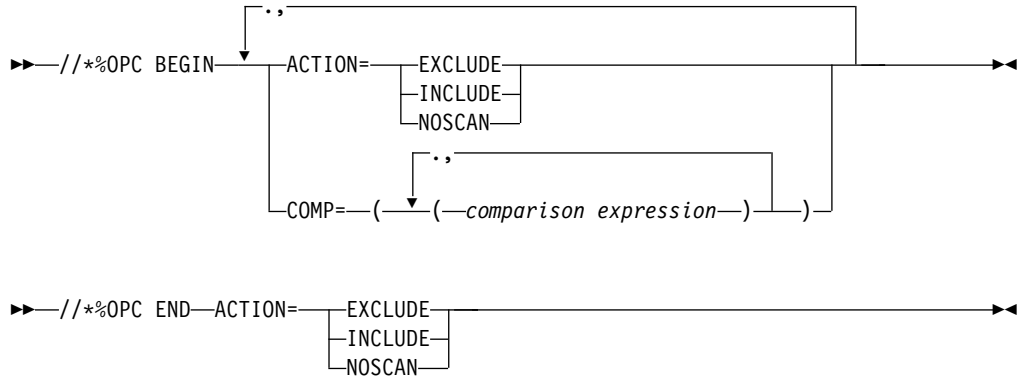 .,
//*%OPC BEGIN ACTION= EXCLUDE
INCLUDE
NOSCAN
.,
COMP= ( ( comparison expression ) )
//*%OPC END ACTION= EXCLUDE
INCLUDE
NOSCAN